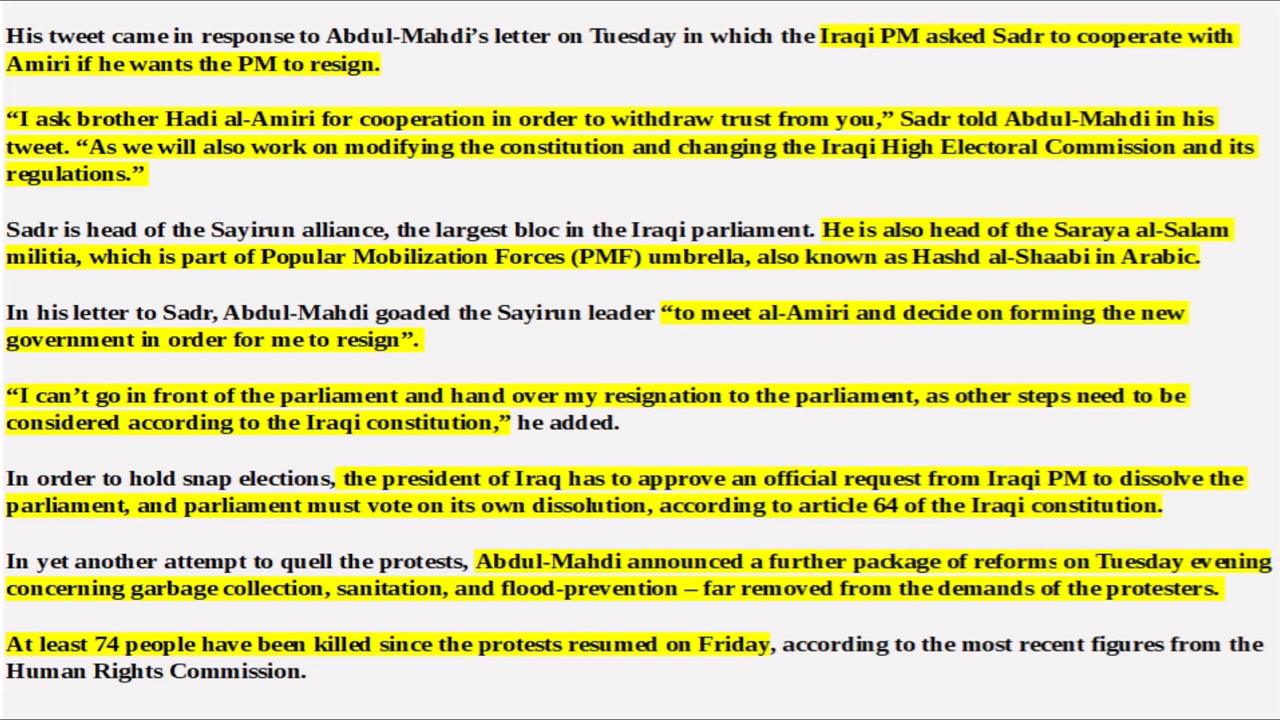 His tweet came in response to Abdul-Mahdi’s letter on Tuesday in which the Iraqi PM asked Sadr to cooperate with
Amiri if he wants the PM to resign.
“I ask brother Hadi al-Amiri for cooperation in order to withdraw trust from you,” Sadr told Abdul-Mahdi in his
tweet. “As we will also work on modifying the constitution and changing the Iraqi High Electoral Commission and its
regulations.”
Sadr is head of the Sayirun alliance, the largest bloc in the Iraqi parliament. He is also head of the Saraya al-Salam
militia, which is part of Popular Mobilization Forces (PMF) umbrella, also known as Hashd al-Shaabi in Arabic.
In his letter to Sadr, Abdul-Mahdi goaded the Sayirun leader “to meet al-Amiri and decide on forming the new
government in order for me to resign”.
“I can’t go in front of the parliament and hand over my resignation to the parliament, as other steps need to be
considered according to the Iraqi constitution,” he added.
In order to hold snap elections, the president of Iraq has to approve an official request from Iraqi PM to dissolve the
parliament, and parliament must vote on its own dissolution, according to article 64 of the Iraqi constitution.
In yet another attempt to quell the protests, Abdul-Mahdi announced a further package of reforms on Tuesday evening
concerning garbage collection, sanitation, and flood-prevention – far removed from the demands of the protesters.
At least 74 people have been killed since the protests resumed on Friday, according to the most recent figures from the
Human Rights Commission.